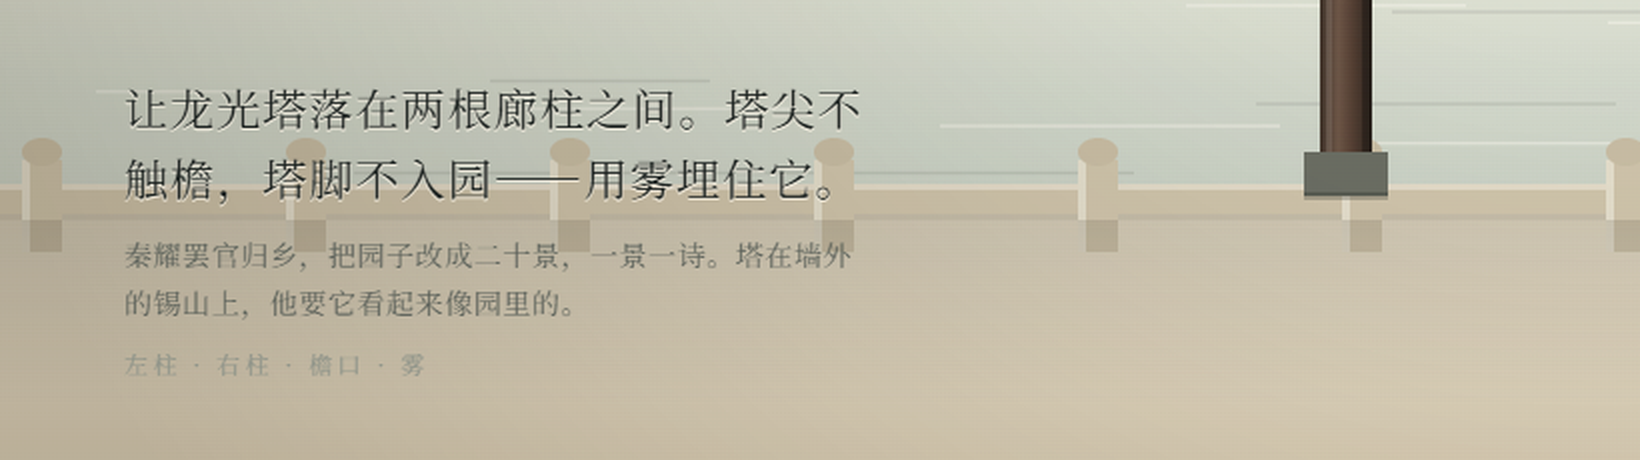 让龙光塔落在两根廊柱之间。塔尖不
触檐，塔脚不入园——用雾埋住它。
秦耀罢官归乡，把园子改成二十景，一景一诗。塔在墙外
的锡山上，他要它看起来像园里的。
左柱 · 右柱 · 檐口 · 雾